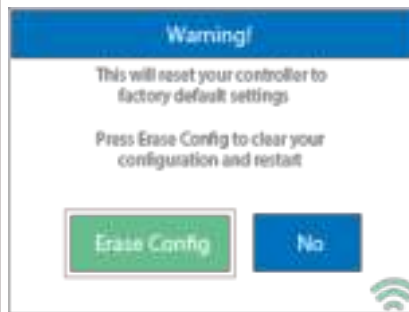 Warning!
This will reset your controller to
factory default settings
Press Erase Config to clear your
configuration and restart
Erase Config
No